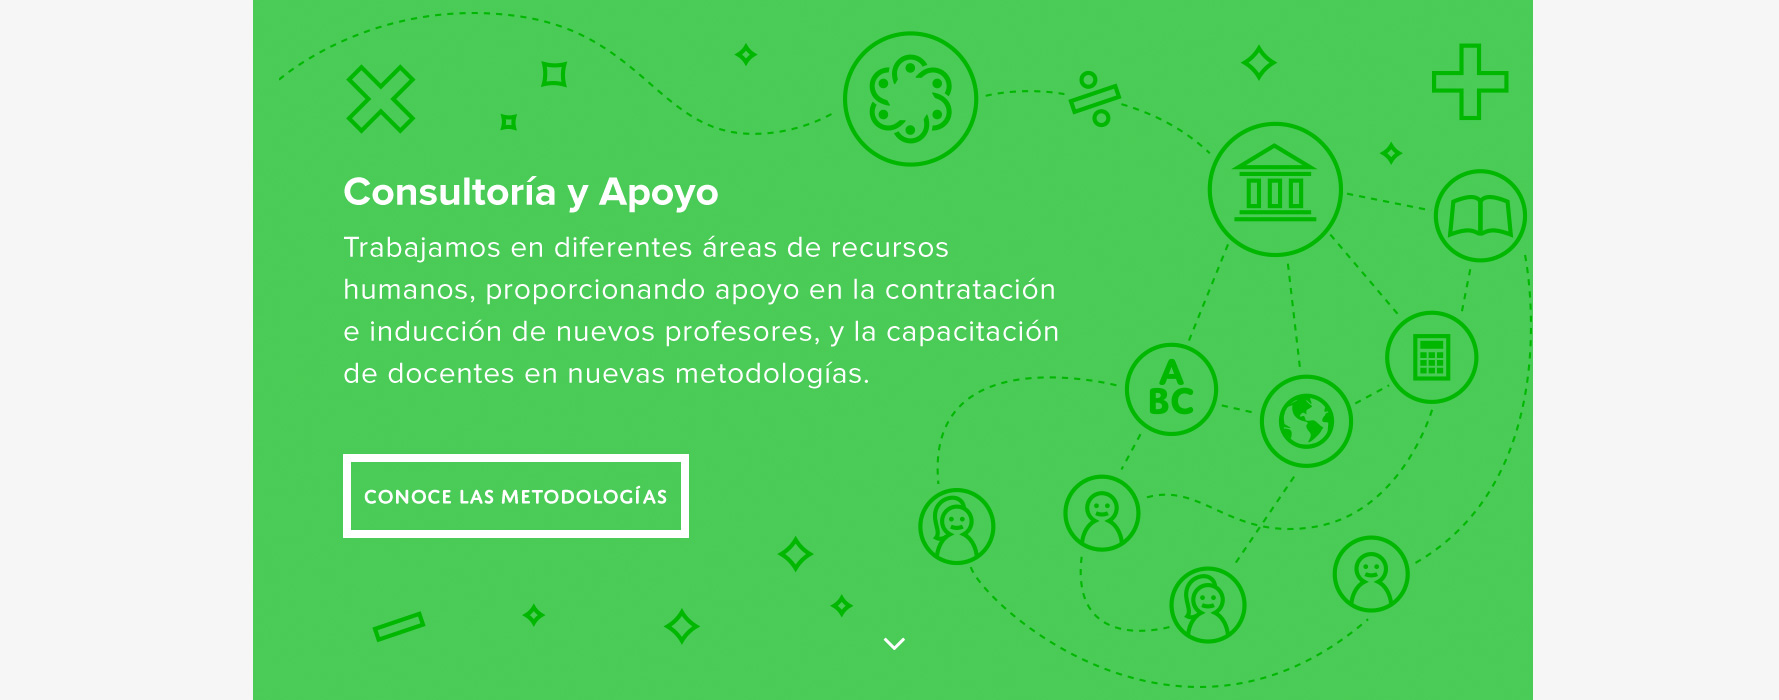 Consultoría y Apoyo
Trabajamos en diferentes áreas de recursos
humanos, proporcionando apoyo en la contratación
e inducción de nuevos profesores, y la capacitación
de docentes en nuevas metodologías.
A
BC
CONOCE LAS METODOLOGÍAS